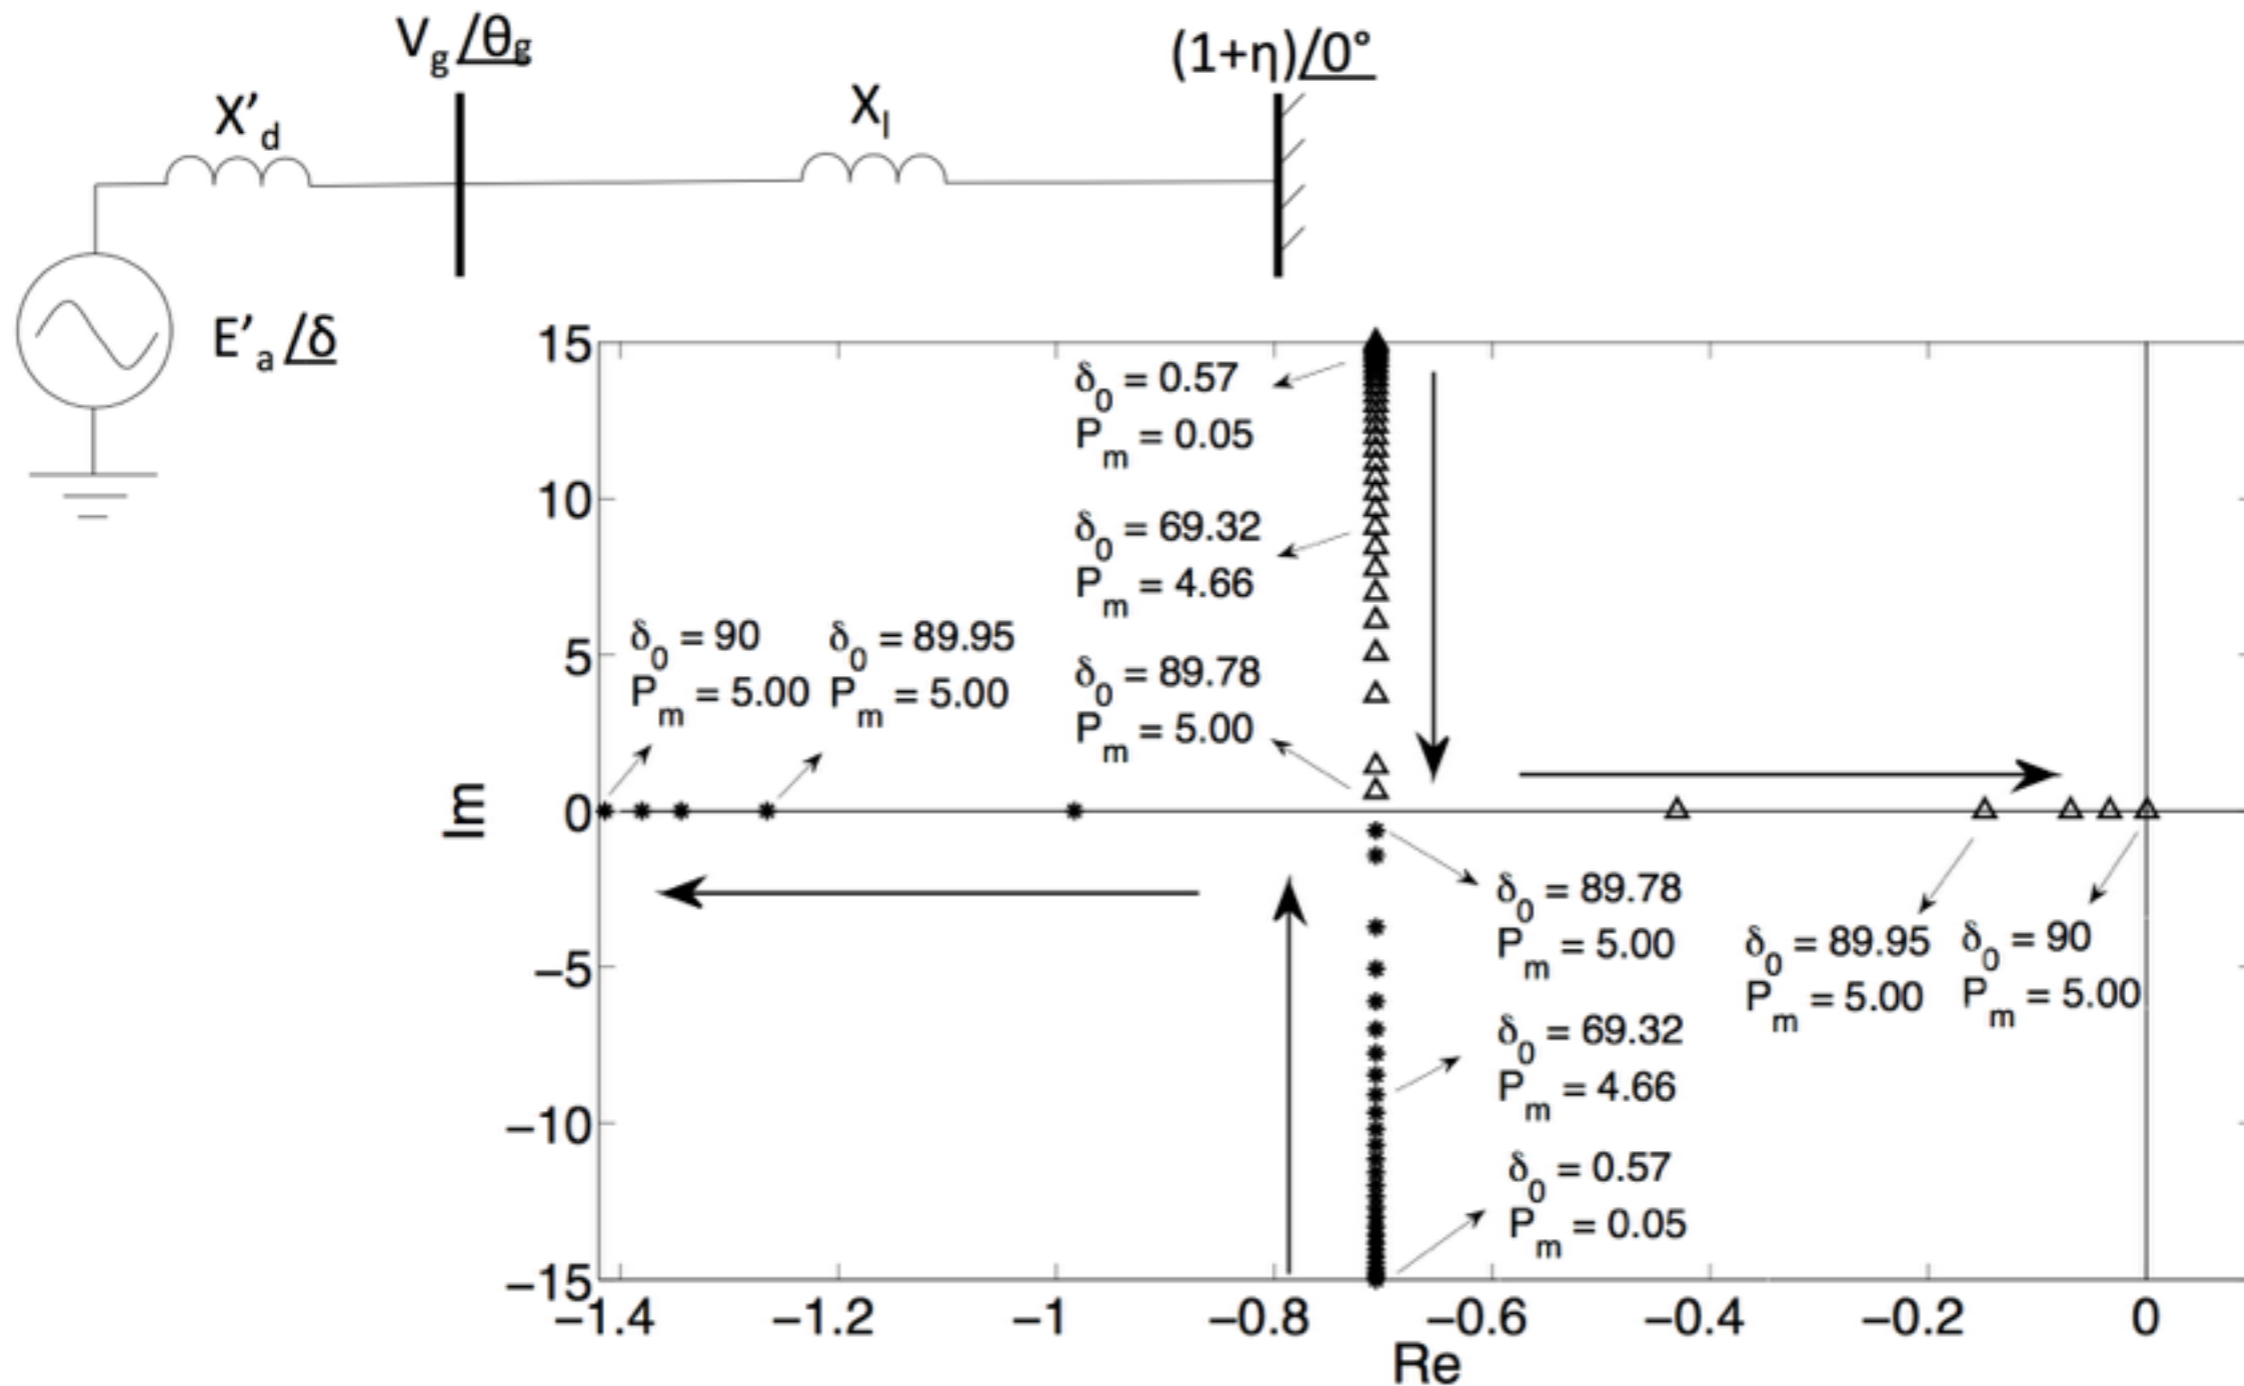 V_g /θ_g
(1+η)/0°
X'_d
X_l
E'_a /δ
15
10
5
0
−5
−10
−15
Im
−1.4
−1.2
−1
−0.8
−0.6
−0.4
−0.2
0
Re
δ_0 = 0.57
P_m = 0.05
δ_0 = 69.32
P_m = 4.66
δ_0 = 89.78
P_m = 5.00
δ_0 = 90
P_m = 5.00
δ_0 = 89.95
P_m = 5.00
δ_0 = 89.78
P_m = 5.00
δ_0 = 69.32
P_m = 4.66
δ_0 = 0.57
P_m = 0.05
δ_0 = 89.95
P_m = 5.00
δ_0 = 90
P_m = 5.00